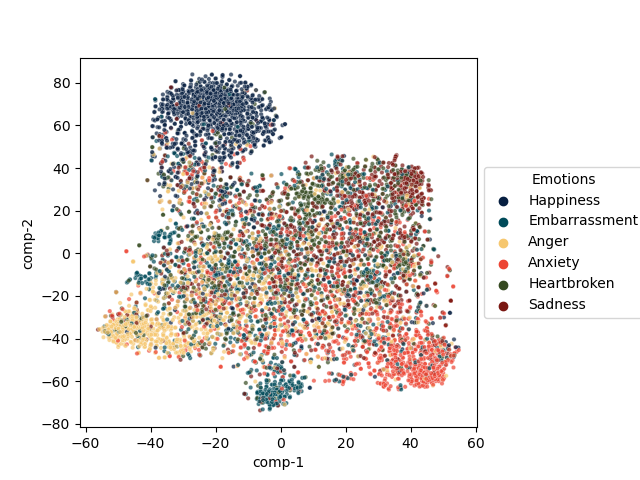 80
60
40
20
0
−20
−40
−60
−80
comp-2
−60
−40
−20
0
20
40
60
comp-1
Emotions
Happiness
Embarrassment
Anger
Anxiety
Heartbroken
Sadness